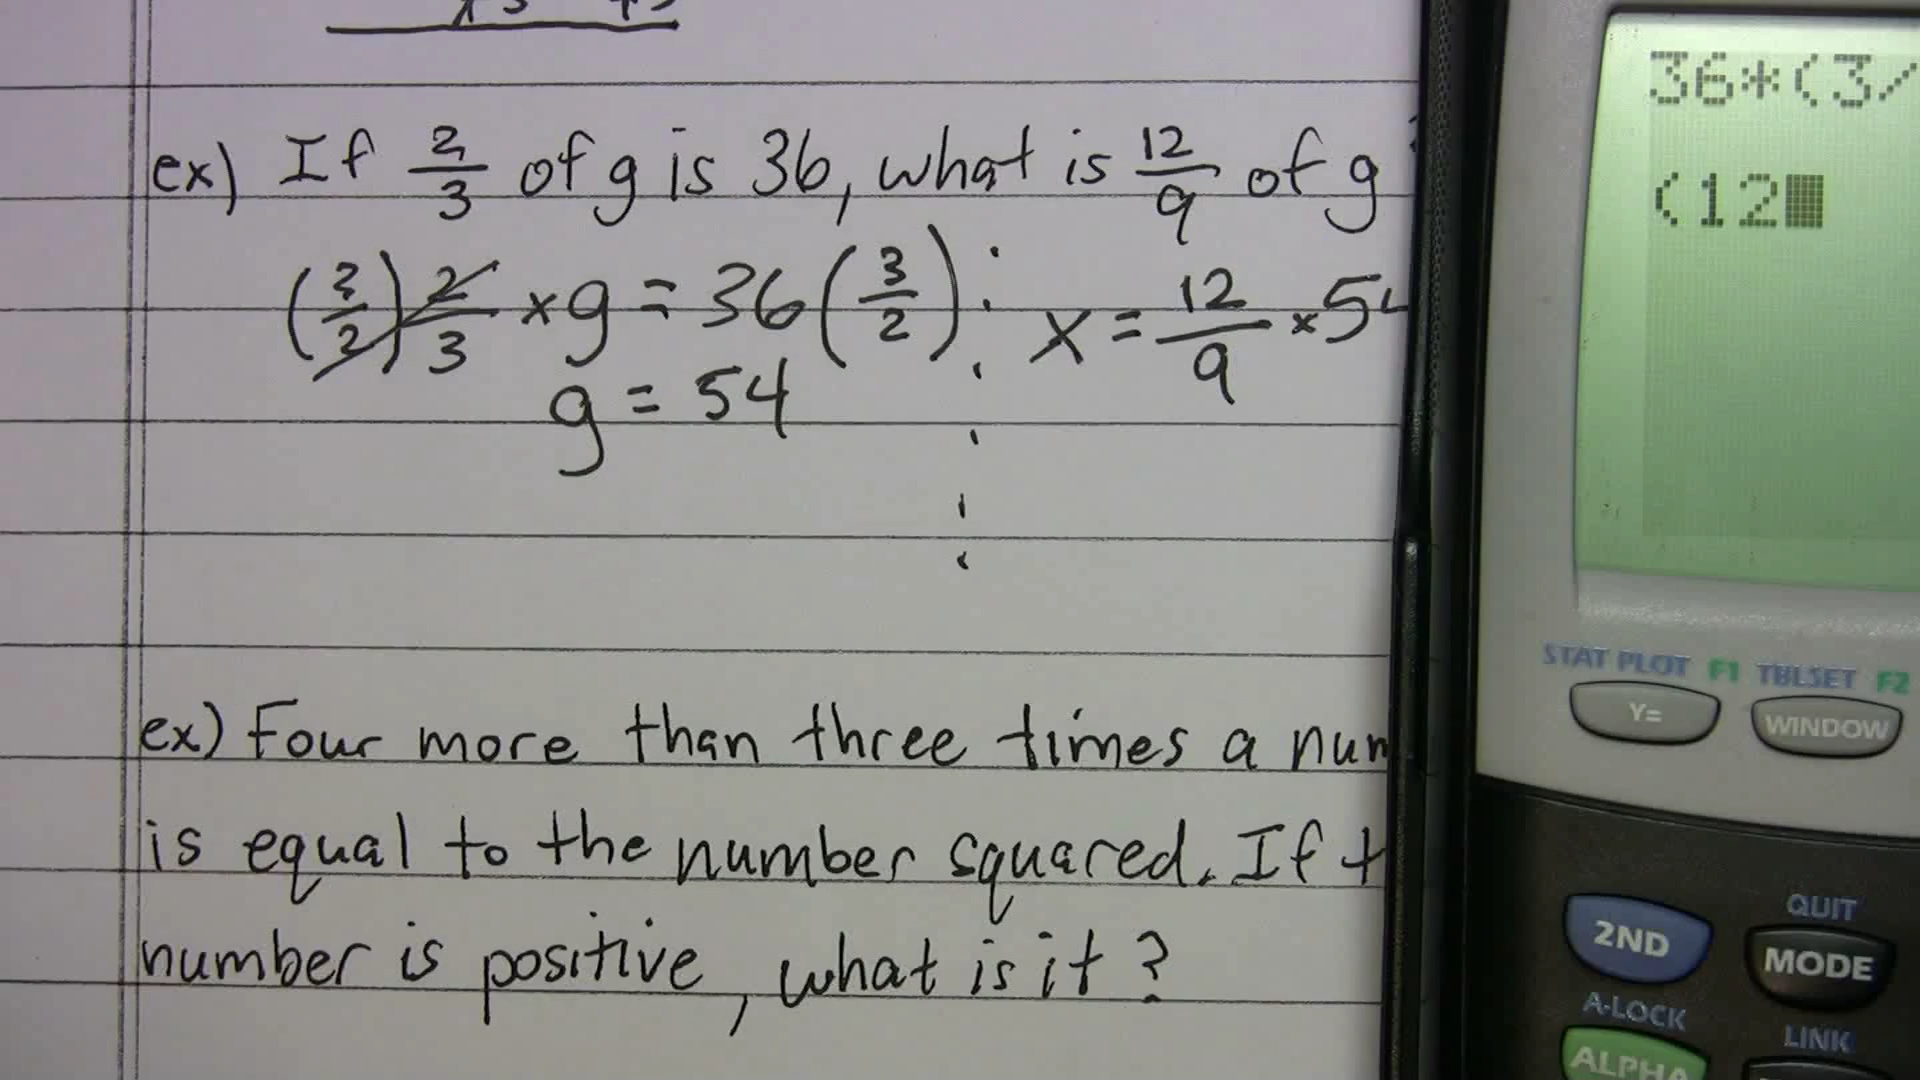 ex) If 2/3 of g is 36, what is 12/9 of g
(3/2) 2/3 × g = 36 (3/2) x = 12/9 × 54
g = 54
ex) Four more than three times a num
is equal to the number squared. If t
number is positive, what is it?
36*(3/
(12
STAT PLOT F1 TBLSET F2
Y= WINDOW
QUIT
2ND MODE
A-LOCK LINK
ALPHA